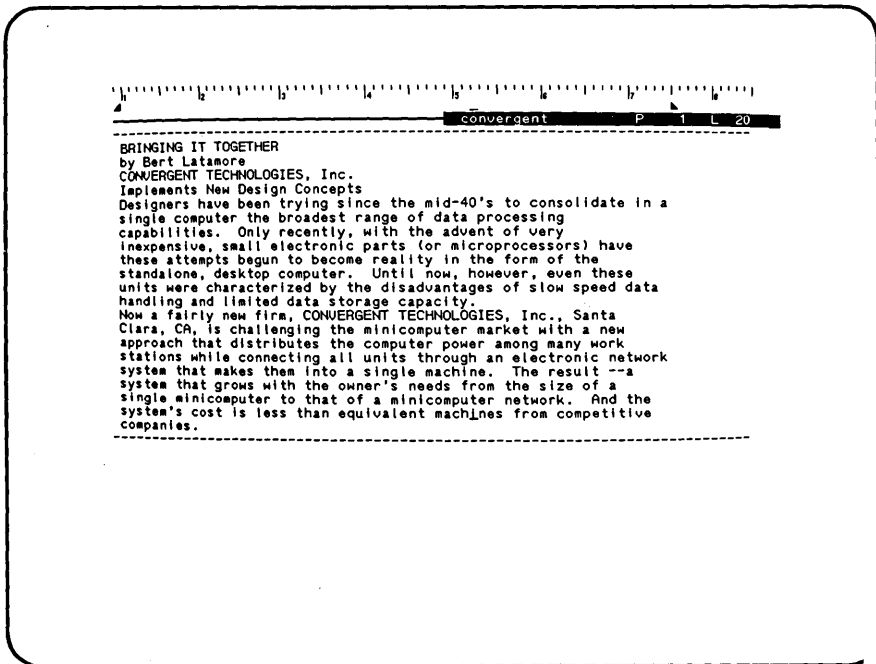 1 2 3 4 5 6 7 8
convergent P 1 L 20
BRINGING IT TOGETHER
by Bert Latamore
CONVERGENT TECHNOLOGIES, Inc.
Implements New Design Concepts
Designers have been trying since the mid-40's to consolidate in a
single computer the broadest range of data processing
capabilities. Only recently, with the advent of very
inexpensive, small electronic parts (or microprocessors) have
these attempts begun to become reality in the form of the
standalone, desktop computer. Until now, however, even these
units were characterized by the disadvantages of slow speed data
handling and limited data storage capacity.
Now a fairly new firm, CONVERGENT TECHNOLOGIES, Inc., Santa
Clara, CA, is challenging the minicomputer market with a new
approach that distributes the computer power among many work
stations while connecting all units through an electronic network
system that makes them into a single machine. The result --a
system that grows with the owner's needs from the size of a
single minicomputer to that of a minicomputer network. And the
system's cost is less than equivalent machines from competitive
companies.